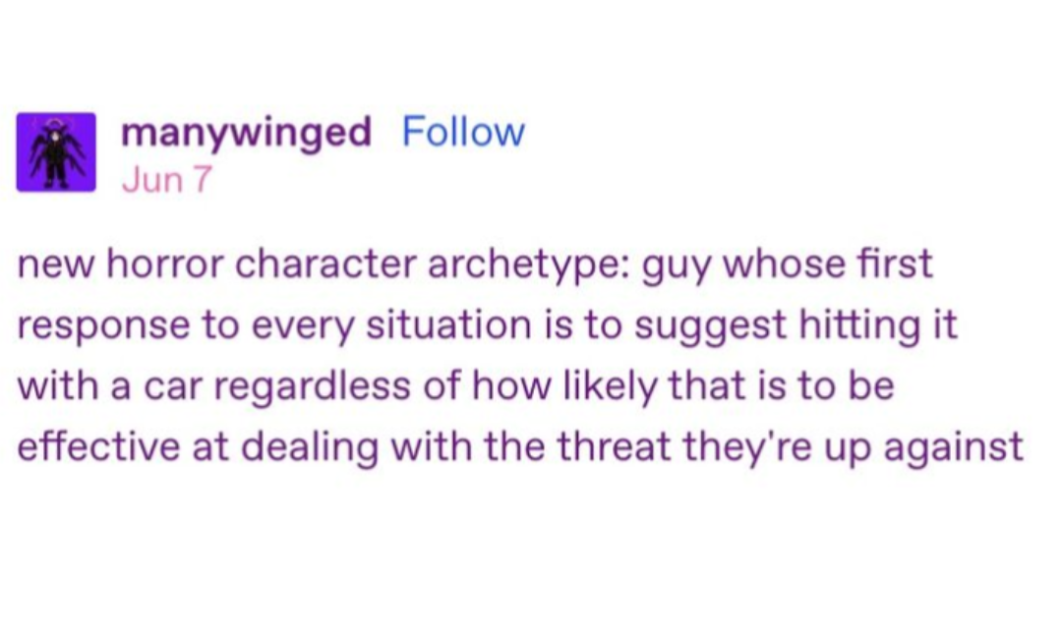 manywinged Follow
Jun 7
new horror character archetype: guy whose first
response to every situation is to suggest hitting it
with a car regardless of how likely that is to be
effective at dealing with the threat they're up against